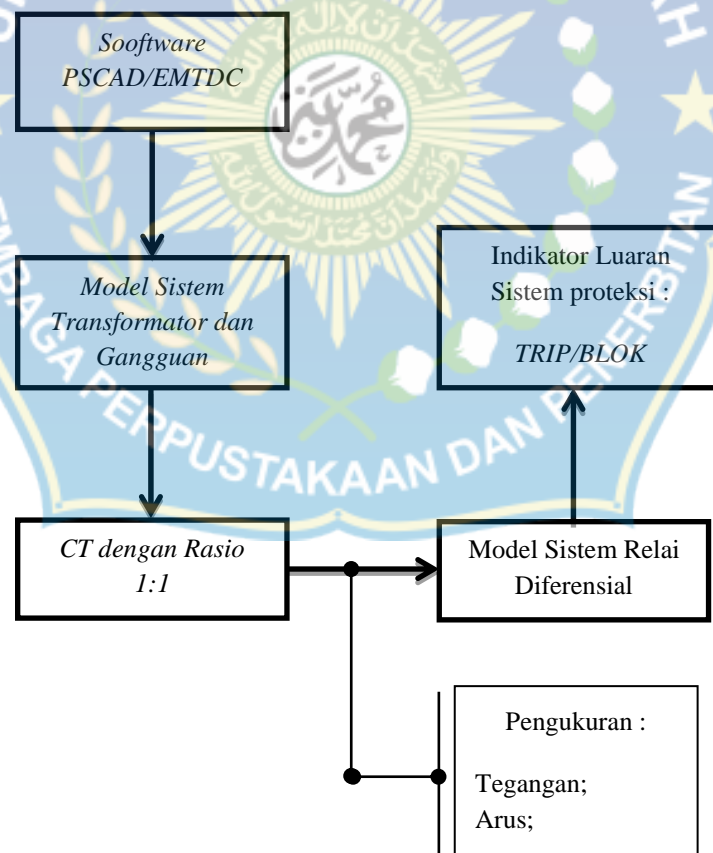 Sooftware
PSCAD/EMTDC
Model Sistem
Transformator dan
Gangguan
CT dengan Rasio
1:1
Model Sistem Relai
Diferensial
Indikator Luaran
Sistem proteksi :
TRIP/BLOK
Pengukuran :
Tegangan;
Arus;
PERPUSTAKAAN DAN PENERBITAN